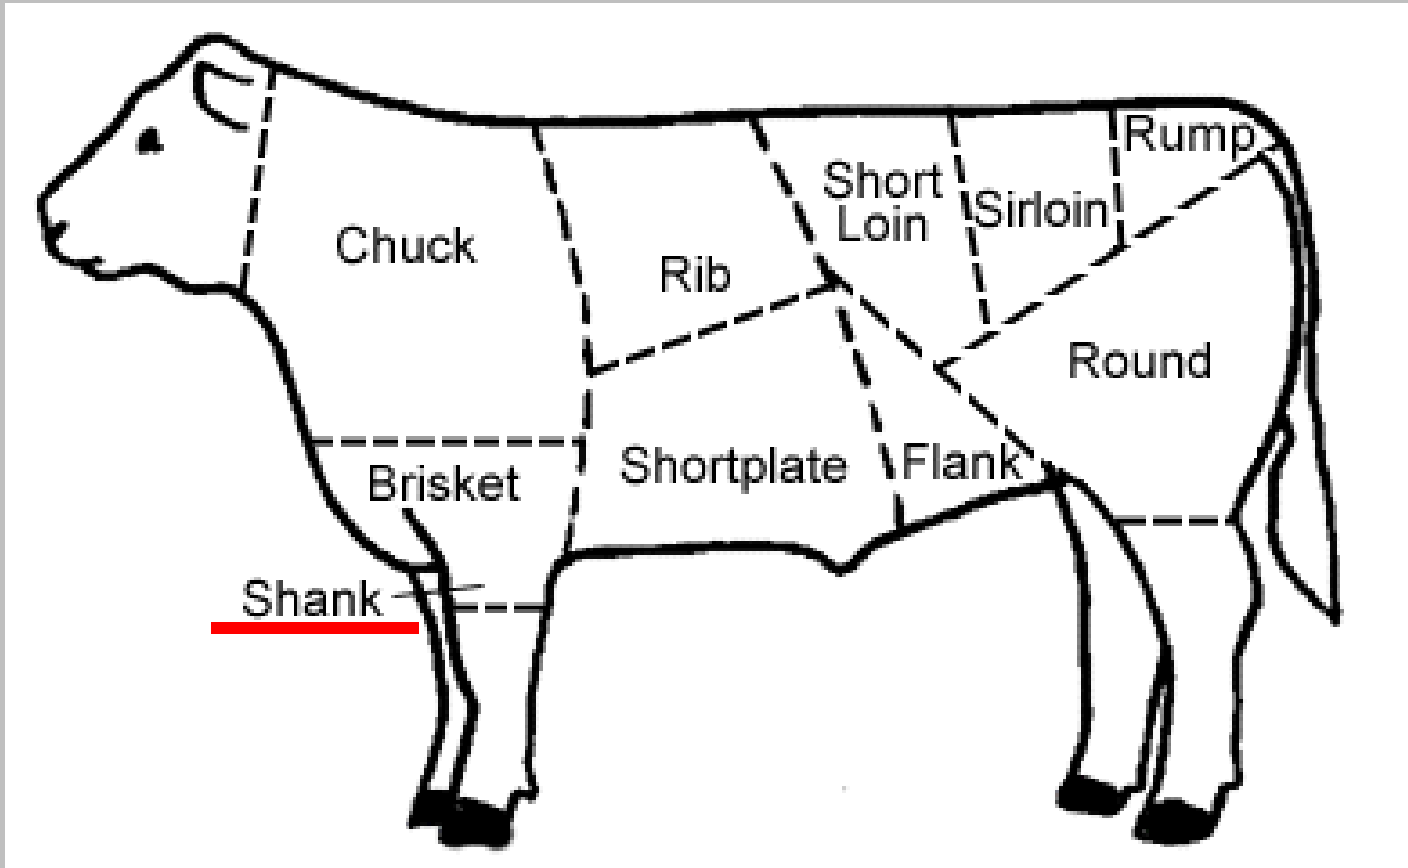 Rump
Short
Loin
Sirloin
Chuck
Rib
Round
Brisket
Shortplate
Flank
Shank